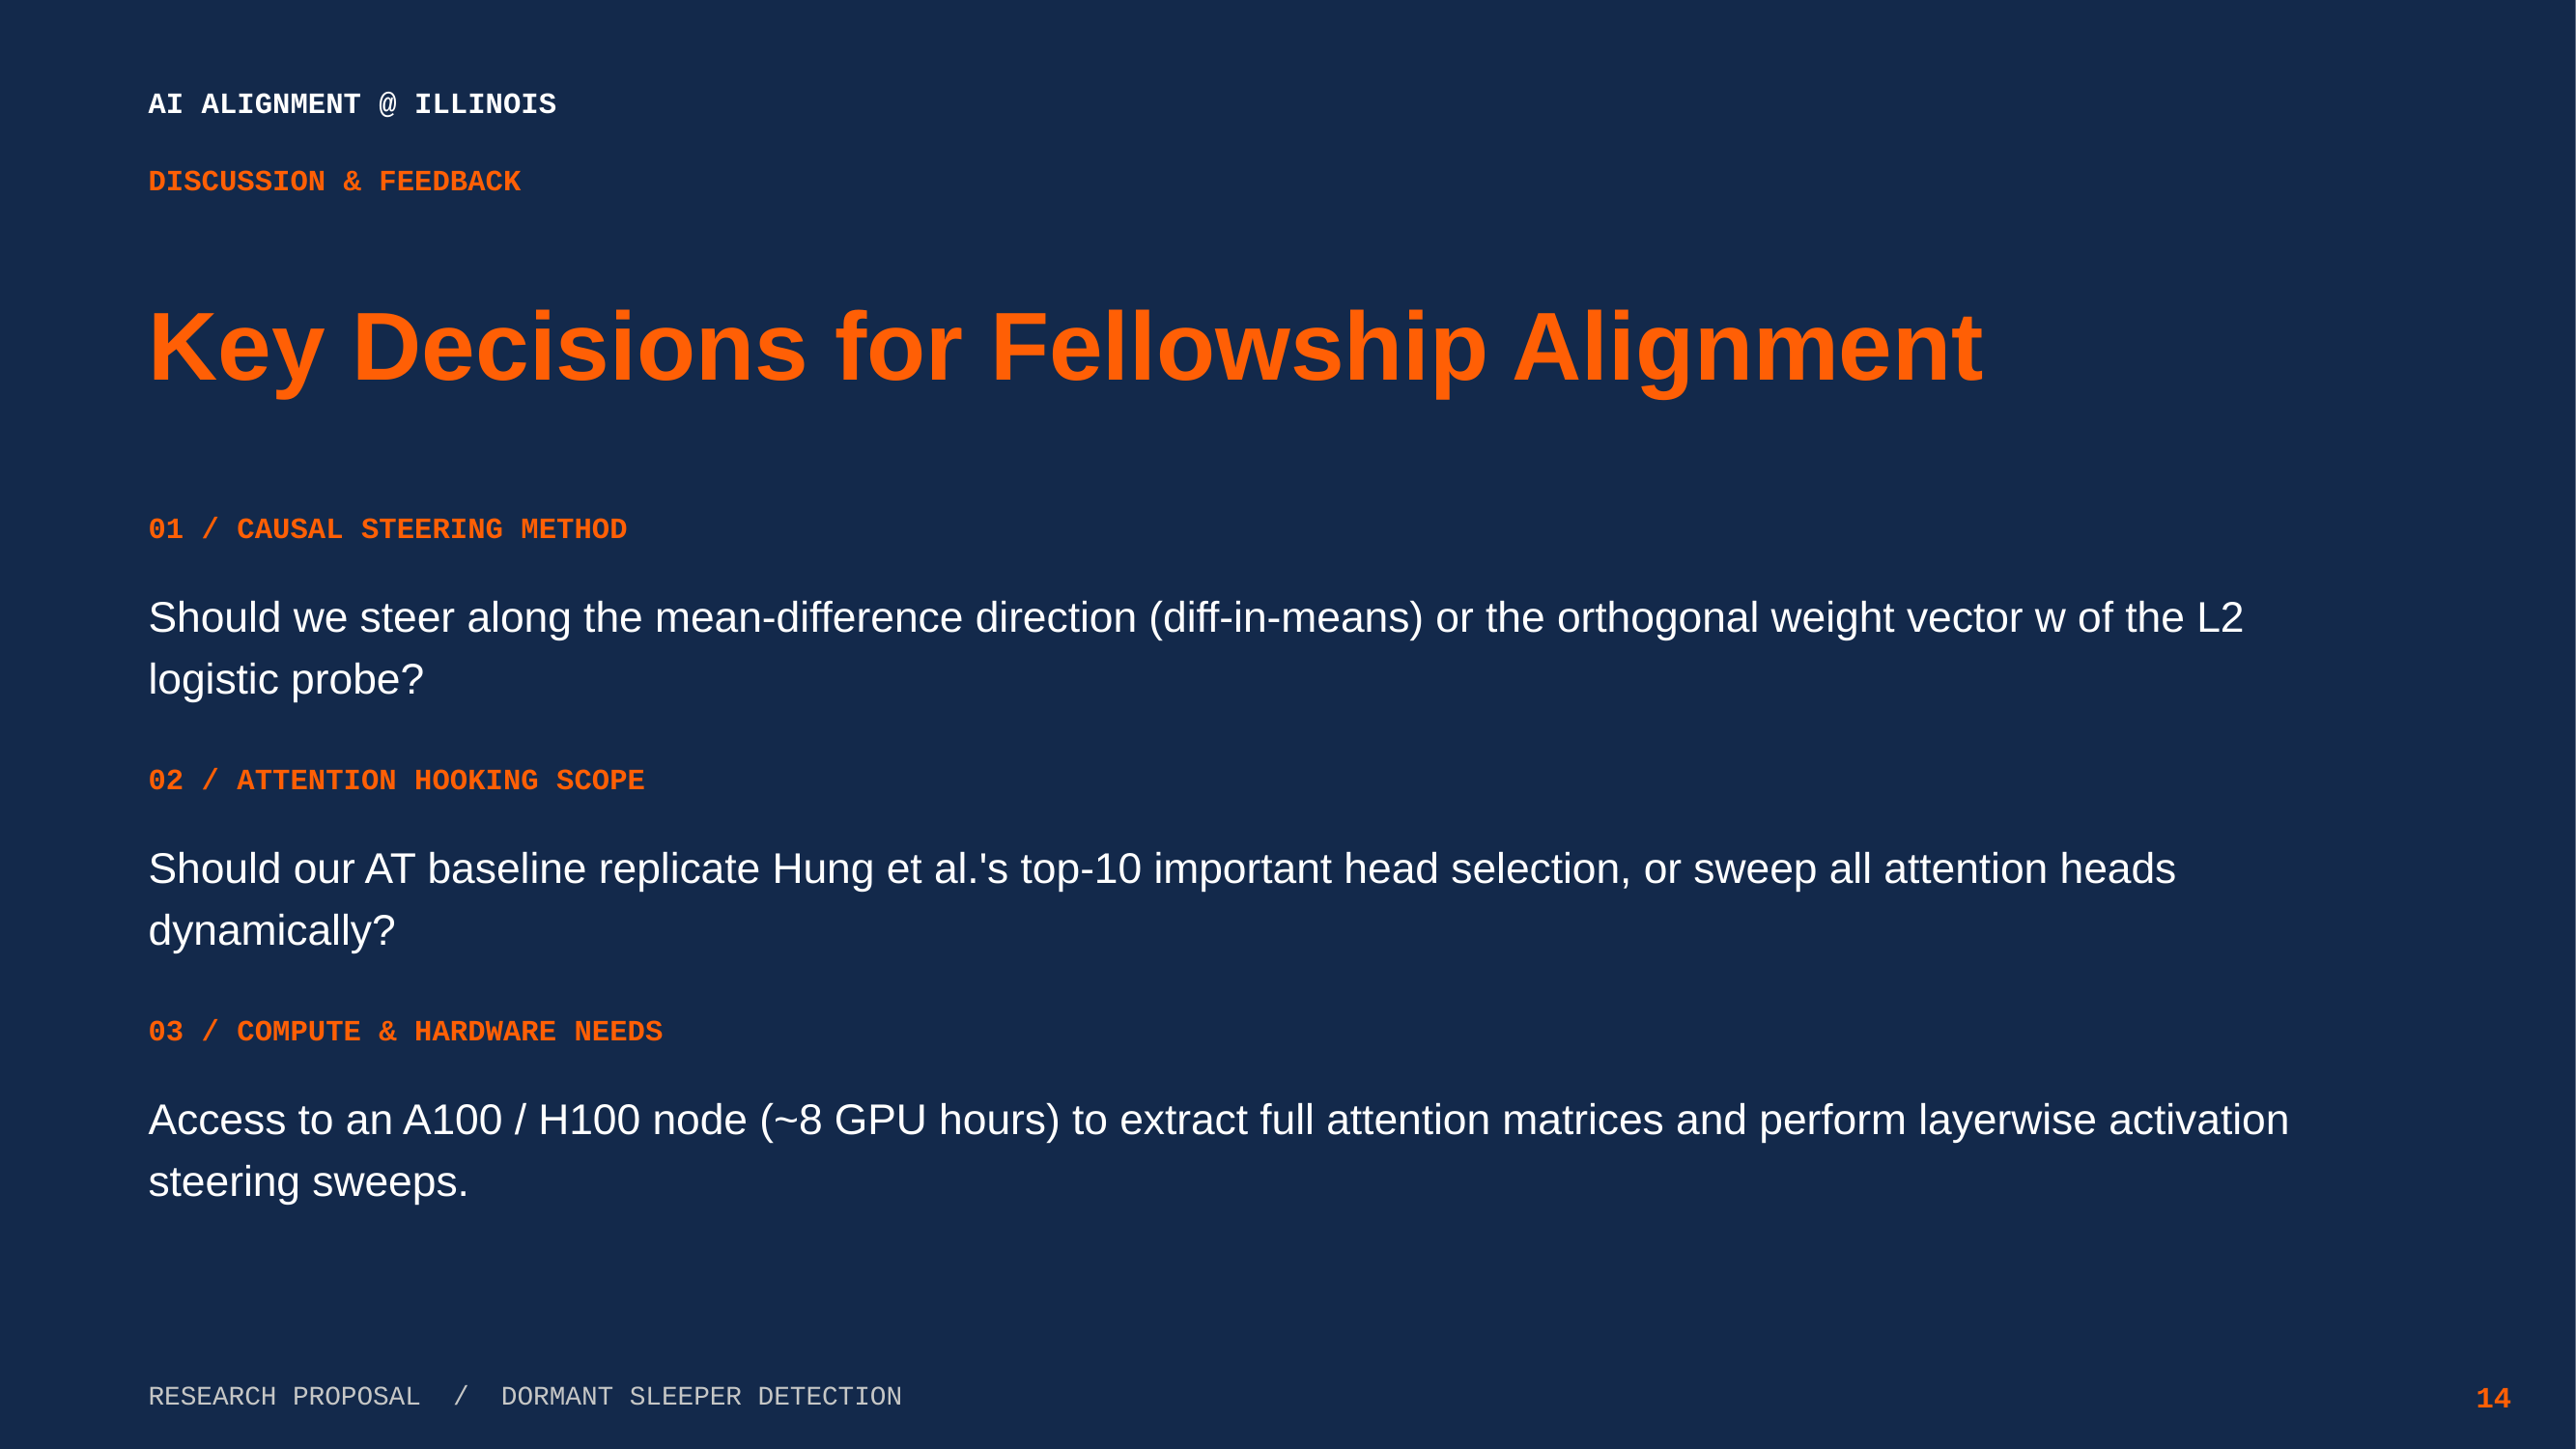 AI ALIGNMENT @ ILLINOIS
DISCUSSION & FEEDBACK
Key Decisions for Fellowship Alignment
01 / CAUSAL STEERING METHOD
Should we steer along the mean-difference direction (diff-in-means) or the orthogonal weight vector w of the L2
logistic probe?
02 / ATTENTION HOOKING SCOPE
Should our AT baseline replicate Hung et al.'s top-10 important head selection, or sweep all attention heads
dynamically?
03 / COMPUTE & HARDWARE NEEDS
Access to an A100 / H100 node (~8 GPU hours) to extract full attention matrices and perform layerwise activation
steering sweeps.
RESEARCH PROPOSAL / DORMANT SLEEPER DETECTION
14